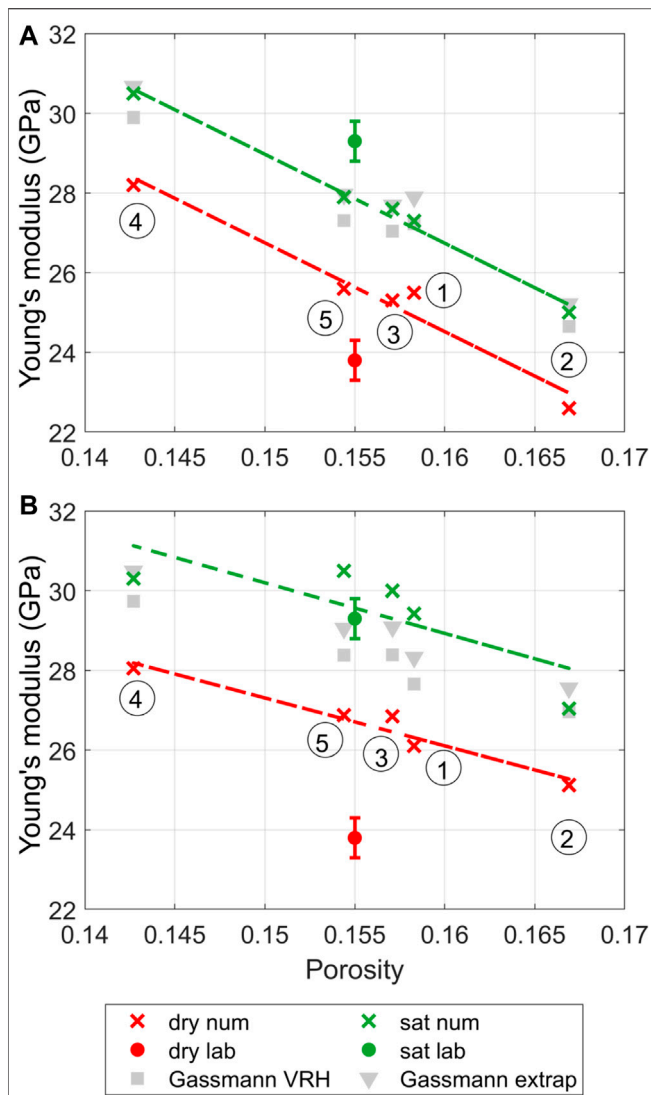 A
32
30
28
26
24
22
Young's modulus (GPa)
4
5
3
1
2
0.14 0.145 0.15 0.155 0.16 0.165 0.17
B
32
30
28
26
24
22
Young's modulus (GPa)
4
5
3
1
2
0.14 0.145 0.15 0.155 0.16 0.165 0.17
Porosity
dry num sat num
dry lab sat lab
Gassmann VRH Gassmann extrap